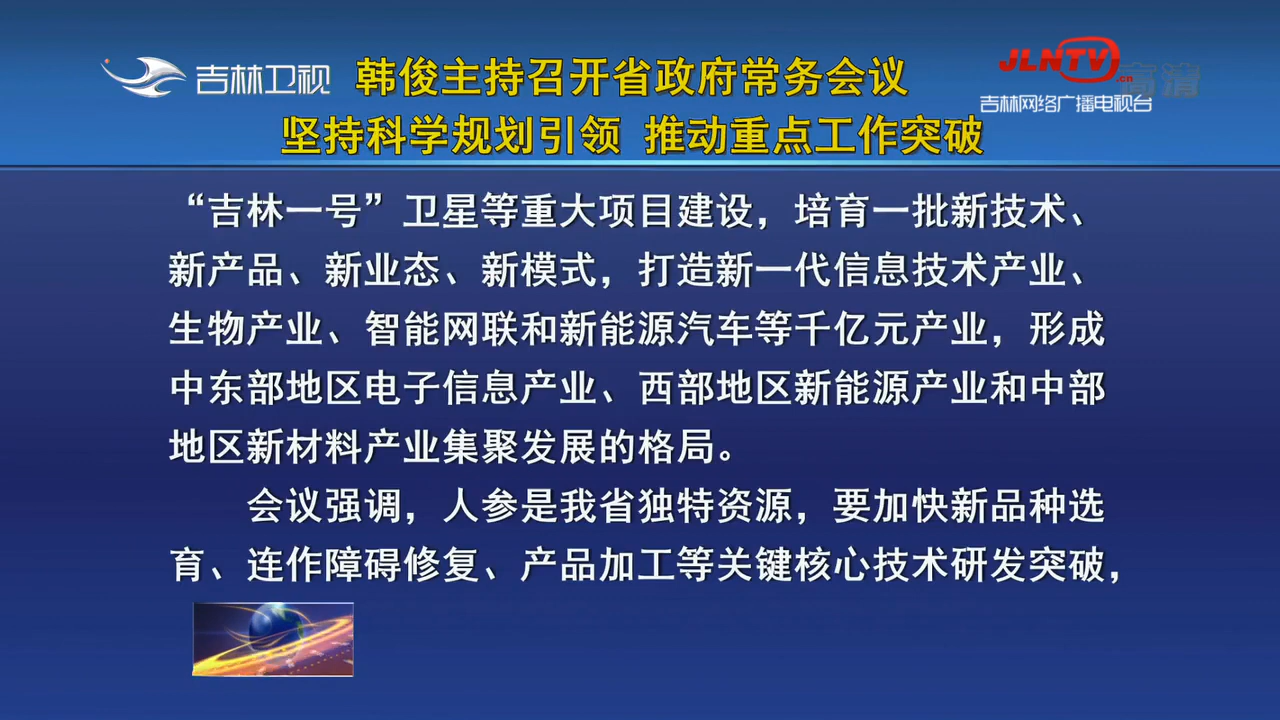 吉林卫视
韩俊主持召开省政府常务会议
JLNTV.cn
高清
吉林网络广播电视台
坚持科学规划引领 推动重点工作突破
“吉林一号”卫星等重大项目建设，培育一批新技术、
新产品、新业态、新模式，打造新一代信息技术产业、
生物产业、智能网联和新能源汽车等千亿元产业，形成
中东部地区电子信息产业、西部地区新能源产业和中部
地区新材料产业集聚发展的格局。
会议强调，人参是我省独特资源，要加快新品种选
育、连作障碍修复、产品加工等关键核心技术研发突破，